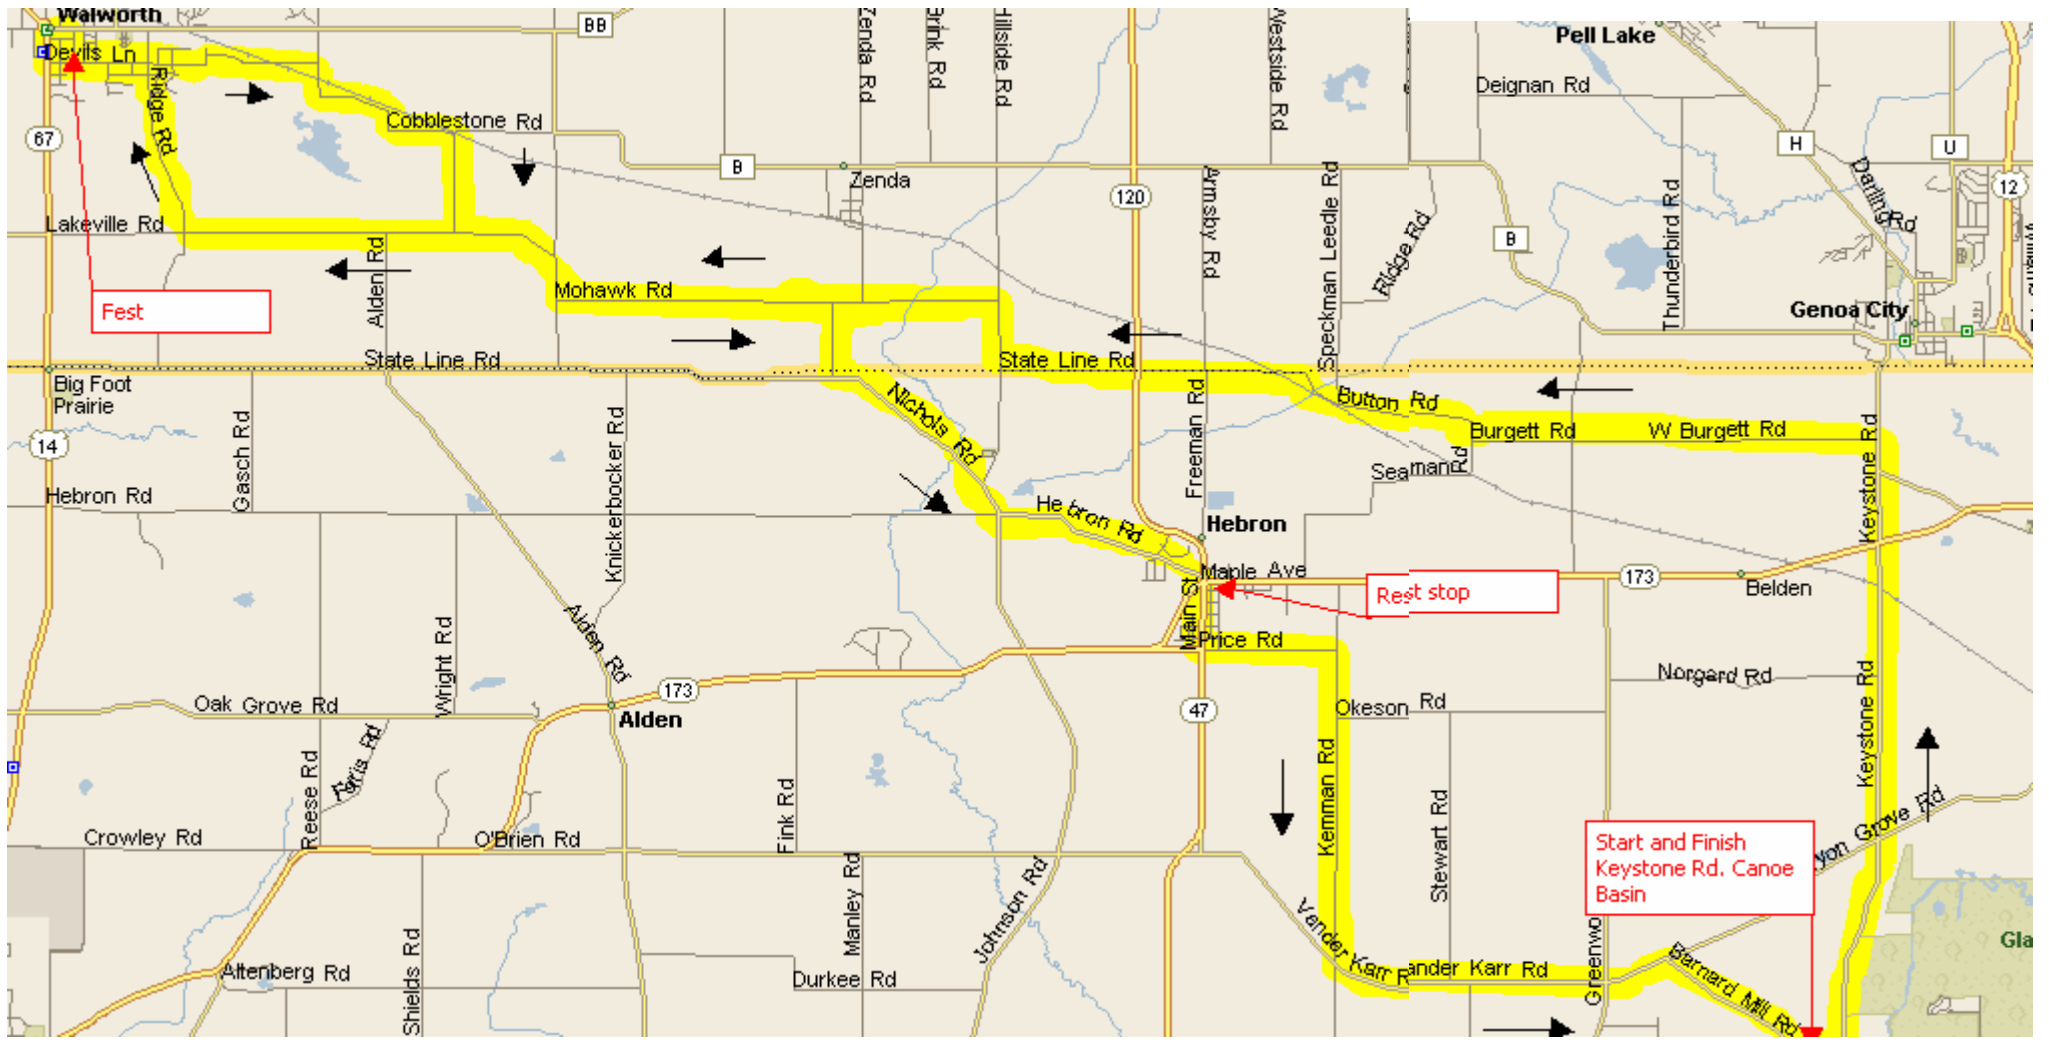 Walworth
BB
Zenda Rd
Brink Rd
Hillside Rd
Westside Rd
Pell Lake
Devils Ln
Ridge Rd
Deignan Rd
67
Cobblestone Rd
H
U
B
Zenda
120
Armsby Rd
Speckman Leedle Rd
Ridge Rd
Thunderbird Rd
Darling Rd
12
Lakeville Rd
Alden Rd
B
Fest
Mohawk Rd
Genoa City
State Line Rd
State Line Rd
Big Foot
Prairie
Nichols Rd
Freeman Rd
Button Rd
Burgett Rd
W Burgett Rd
Keystone Rd
14
Gasch Rd
Knickerbocker Rd
Seaman Rd
Hebron Rd
Hebron Rd
Hebron
Maple Ave
Rest stop
173
Belden
Main St
Price Rd
Alden Rd
Wright Rd
Norgard Rd
Keystone Rd
173
Oak Grove Rd
Alden
47
Okeson Rd
Reese Rd
Feris Rd
Fink Rd
Kemman Rd
Stewart Rd
Crowley Rd
O'Brien Rd
Start and Finish
Keystone Rd. Canoe
Basin
yon Grove Rd
Manley Rd
Johnson Rd
Vander Karr R
ander Karr Rd
Greenwo
Barnard Mill Rd
Gla
Altenberg Rd
Shields Rd
Durkee Rd